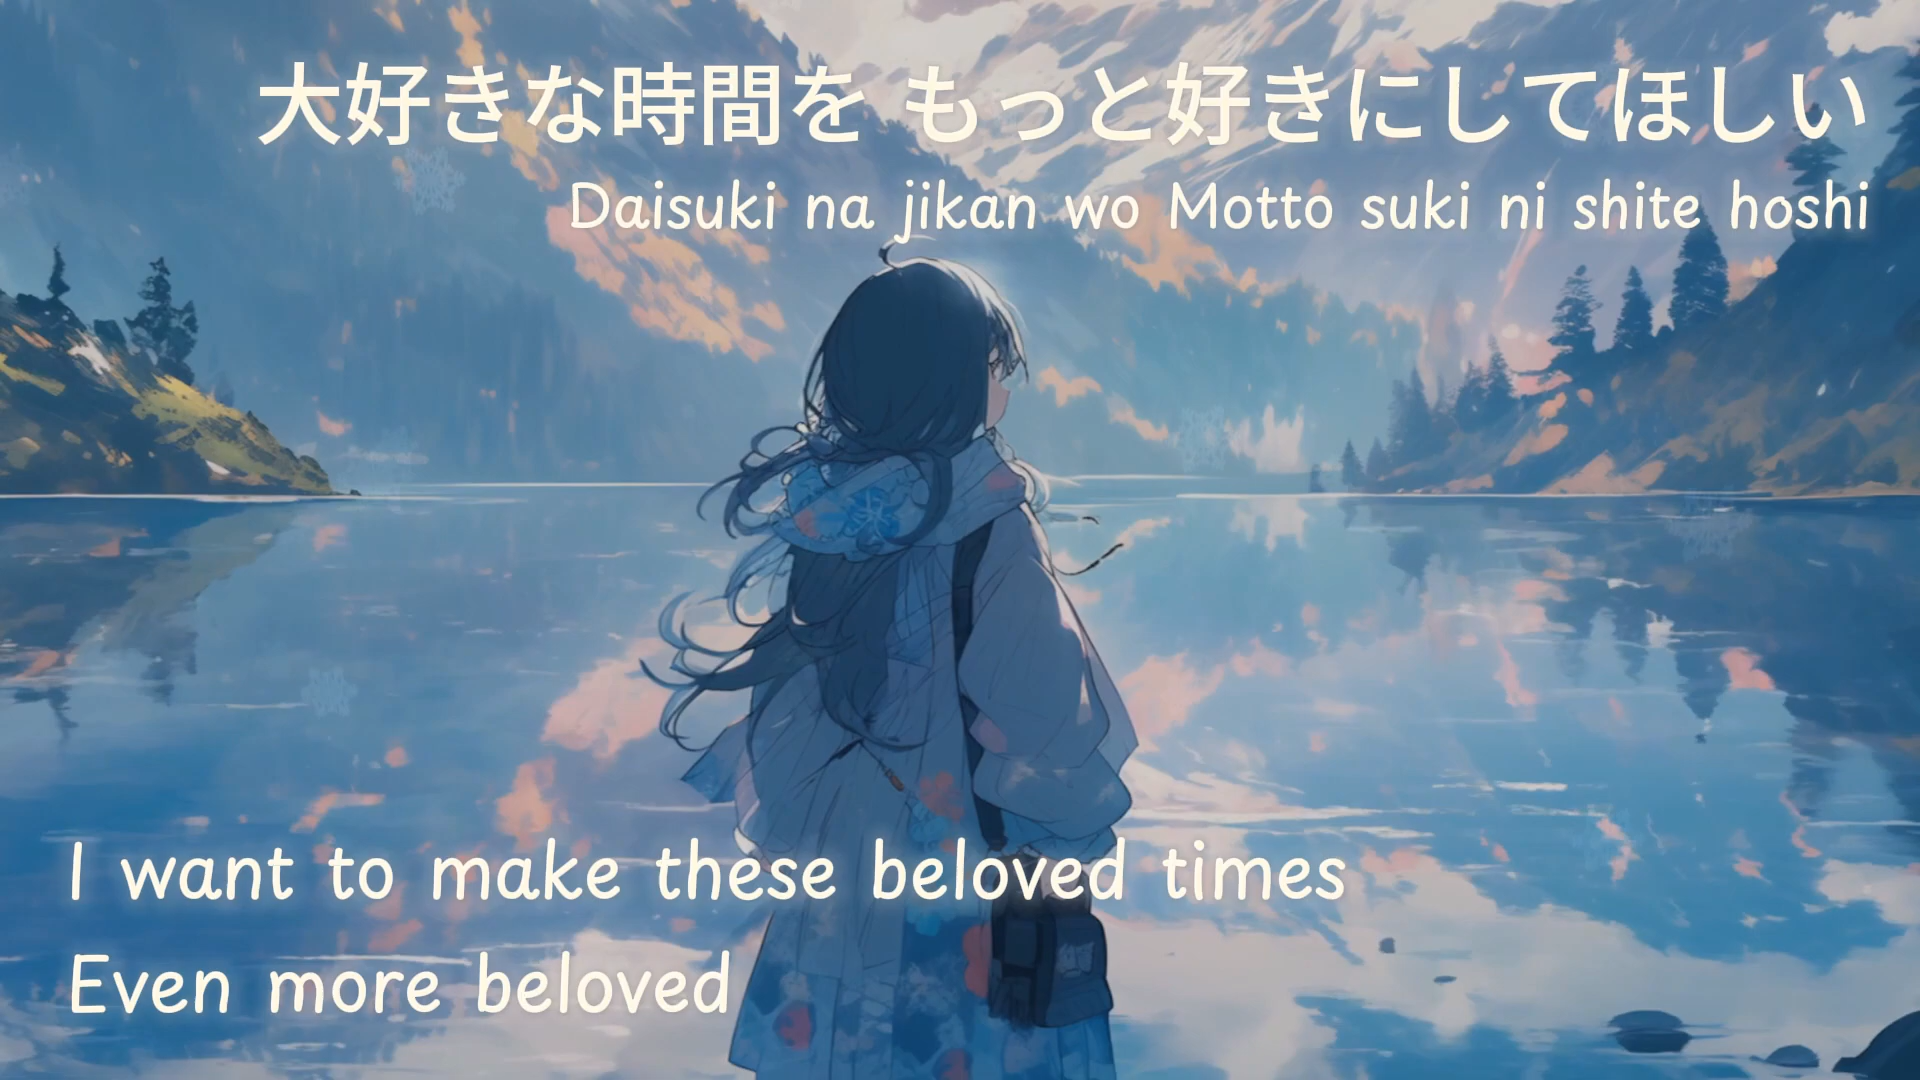 大好きな時間を もっと好きにしてほしい
Daisuki na jikan wo Motto suki ni shite hoshi
I want to make these beloved times
Even more beloved